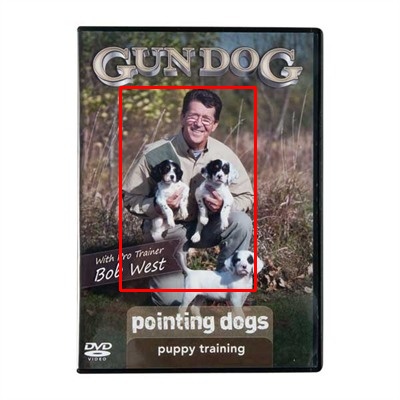 GUN DOG
With Pro Trainer
Bob West
pointing dogs
puppy training
DVD
VIDEO